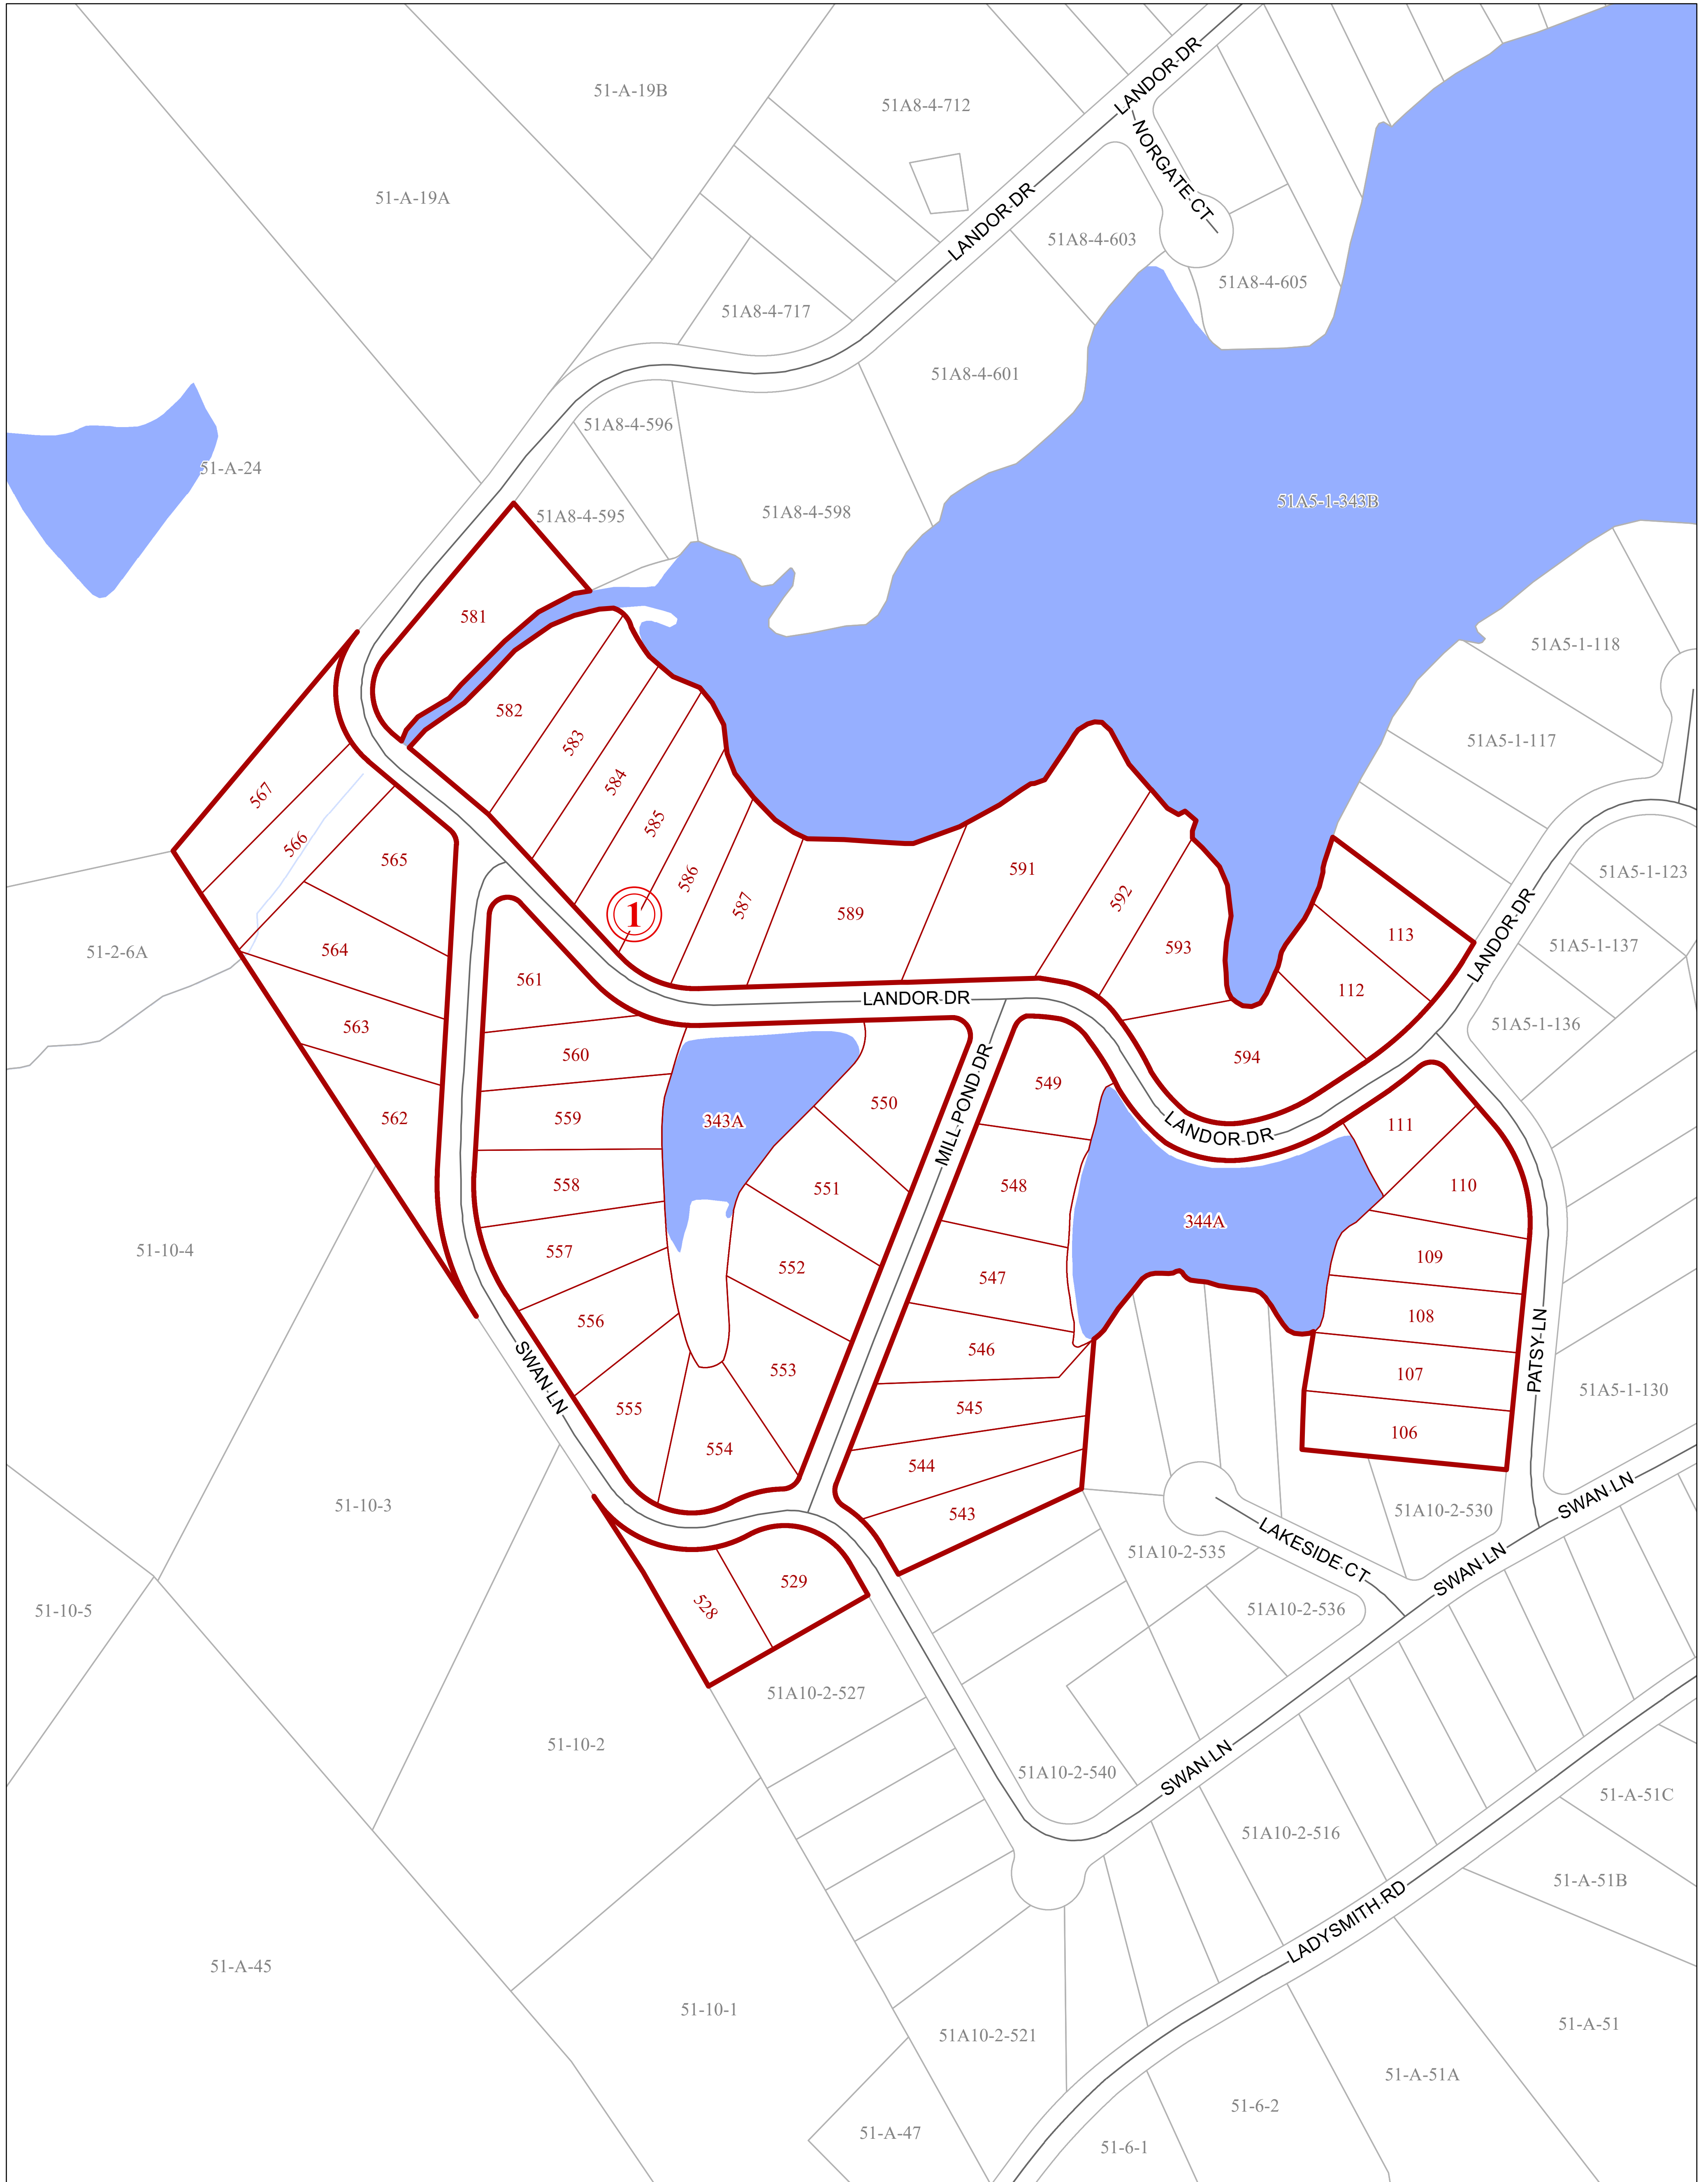 LANDOR DR
51-A-19B
51A8-4-712
NORGATE CT
51-A-19A
LANDOR DR
51A8-4-603
51A8-4-605
51A8-4-717
51A8-4-601
51A8-4-596
51-A-24
51A5-1-343B
51A8-4-595
51A8-4-598
581
51A5-1-118
582
583
51A5-1-117
584
567
585
566
565
591
51A5-1-123
586
592
587
589
1
LANDOR DR
113
51A5-1-137
564
51-2-6A
593
561
112
LANDOR DR
563
51A5-1-136
560
594
549
550
MILL POND DR
562
559
343A
LANDOR DR
111
558
551
548
110
344A
51-10-4
557
109
552
547
108
556
546
PATSY LN
553
107
SWAN LN
51A5-1-130
555
545
106
554
544
SWAN LN
51-10-3
543
51A10-2-530
LAKESIDE CT
51A10-2-535
SWAN LN
529
528
51-10-5
51A10-2-536
51A10-2-527
51-10-2
SWAN LN
51A10-2-540
51-A-51C
51A10-2-516
51-A-51B
LADYSMITH RD
51-A-45
51-10-1
51A10-2-521
51-A-51
51-A-51A
51-6-2
51-A-47
51-6-1